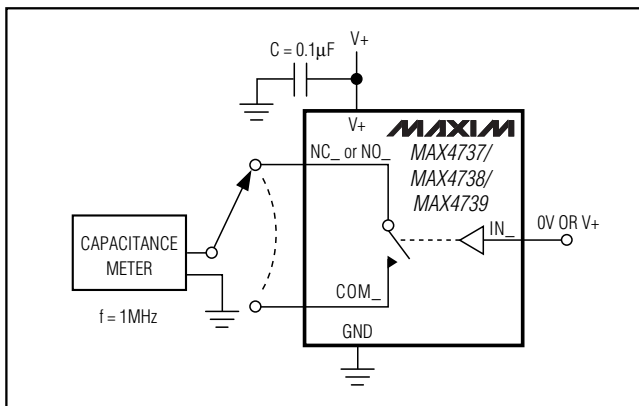 V+
C = 0.1µF
V+
MAXIM
NC_ or NO_
MAX4737/
MAX4738/
MAX4739
IN_
0V OR V+
CAPACITANCE
METER
COM_
f = 1MHz
GND